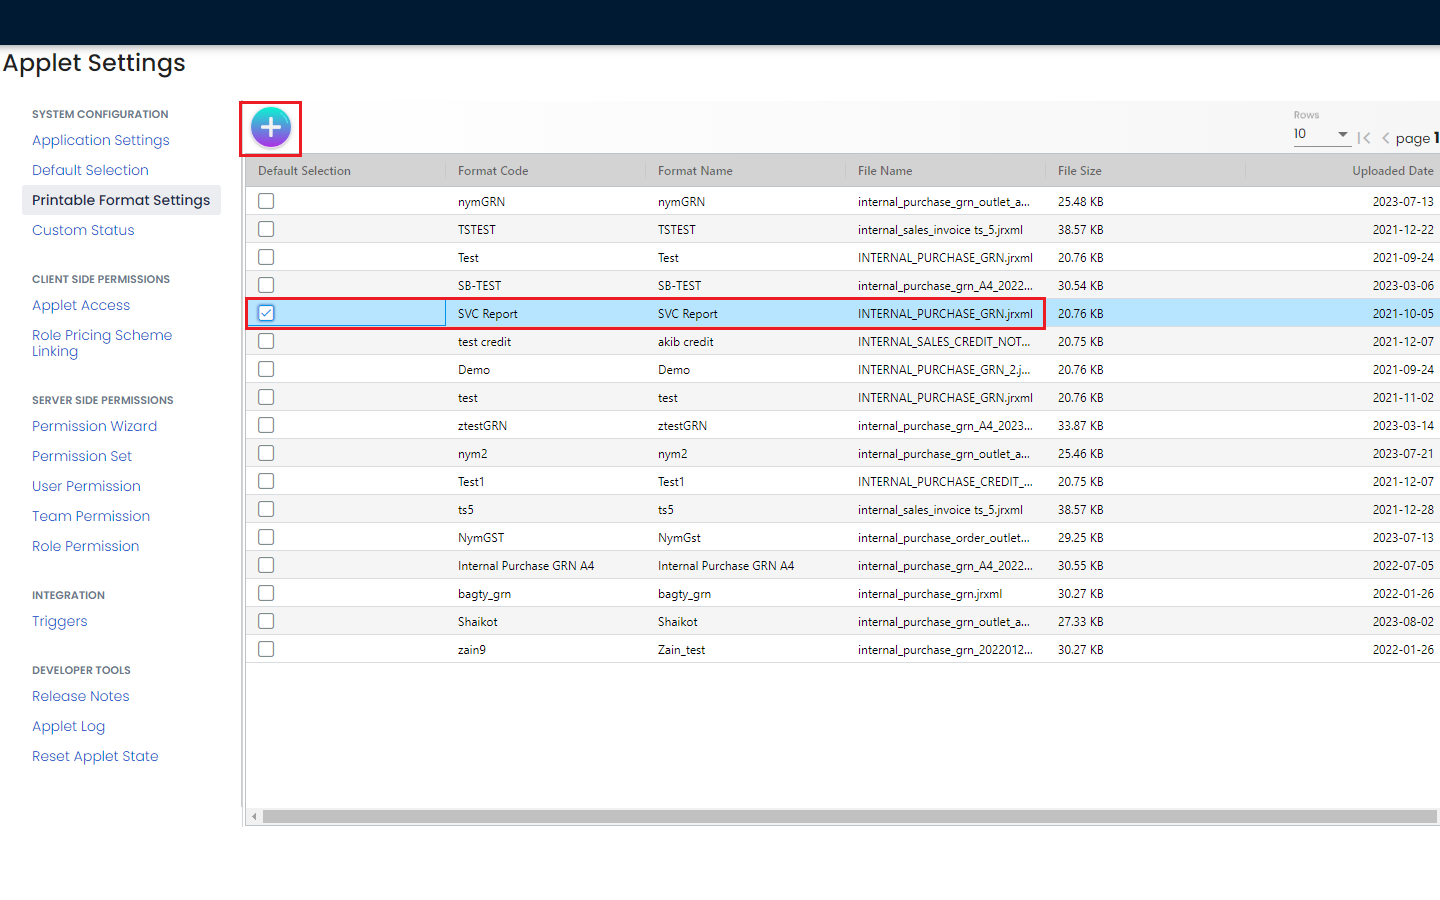 Applet Settings
SYSTEM CONFIGURATION
Application Settings
Default Selection
Printable Format Settings
Custom Status
CLIENT SIDE PERMISSIONS
Applet Access
Role Pricing Scheme
Linking
SERVER SIDE PERMISSIONS
Permission Wizard
Permission Set
User Permission
Team Permission
Role Permission
INTEGRATION
Triggers
DEVELOPER TOOLS
Release Notes
Applet Log
Reset Applet State
Rows
10
page 1
Default Selection Format Code Format Name File Name File Size Uploaded Date
nymGRN nymGRN internal_purchase_grn_outlet_a... 25.48 KB 2023-07-13
TSTEST TSTEST internal_sales_invoice ts_5.jrxml 38.57 KB 2021-12-22
Test Test INTERNAL_PURCHASE_GRN.jrxml 20.76 KB 2021-09-24
SB-TEST SB-TEST internal_purchase_grn_A4_2022... 30.54 KB 2023-03-06
SVC Report SVC Report INTERNAL_PURCHASE_GRN.jrxml 20.76 KB 2021-10-05
test credit akib credit INTERNAL_SALES_CREDIT_NOT... 20.75 KB 2021-12-07
Demo Demo INTERNAL_PURCHASE_GRN_2.j... 20.76 KB 2021-09-24
test test INTERNAL_PURCHASE_GRN.jrxml 20.76 KB 2021-11-02
ztestGRN ztestGRN internal_purchase_grn_A4_2023... 33.87 KB 2023-03-14
nym2 nym2 internal_purchase_grn_outlet_a... 25.46 KB 2023-07-21
Test1 Test1 INTERNAL_PURCHASE_CREDIT_... 20.75 KB 2021-12-07
ts5 ts5 internal_sales_invoice ts_5.jrxml 38.57 KB 2021-12-28
NymGST NymGst internal_purchase_order_outlet... 29.25 KB 2023-07-13
Internal Purchase GRN A4 Internal Purchase GRN A4 internal_purchase_grn_A4_2022... 30.55 KB 2022-07-05
bagty_grn bagty_grn internal_purchase_grn.jrxml 30.27 KB 2022-01-26
Shaikot Shaikot internal_purchase_grn_outlet_a... 27.33 KB 2023-08-02
zain9 Zain_test internal_purchase_grn_2022012... 30.27 KB 2022-01-26